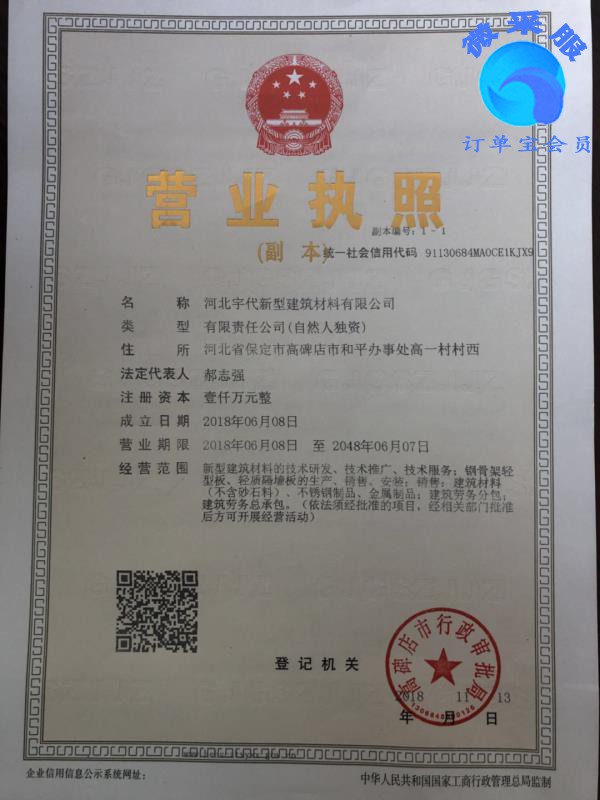 微采服
订单宝会员
营业执照
副本编号：1-1
(副 本)
统一社会信用代码 91130684MA0CE1KJX9
名 称 河北宇代新型建筑材料有限公司
类 型 有限责任公司(自然人独资)
住 所 河北省保定市高碑店市和平办事处高一村村西
法定代表人 郝志强
注册资本 壹仟万元整
成立日期 2018年06月08日
营业期限 2018年06月08日 至 2048年06月07日
经营范围 新型建筑材料的技术研发、技术推广、技术服务；钢骨架轻
型板、轻质隔墙板的生产、销售、安装；销售：建筑材料
（不含砂石料）、不锈钢制品、金属制品；建筑劳务分包；
建筑劳务总承包。（依法须经批准的项目，经相关部门批准
后方可开展经营活动）
登记机关
高碑店市行政审批局
2018 11 13
年 月 日
企业信用信息公示系统网址：
中华人民共和国国家工商行政管理总局监制